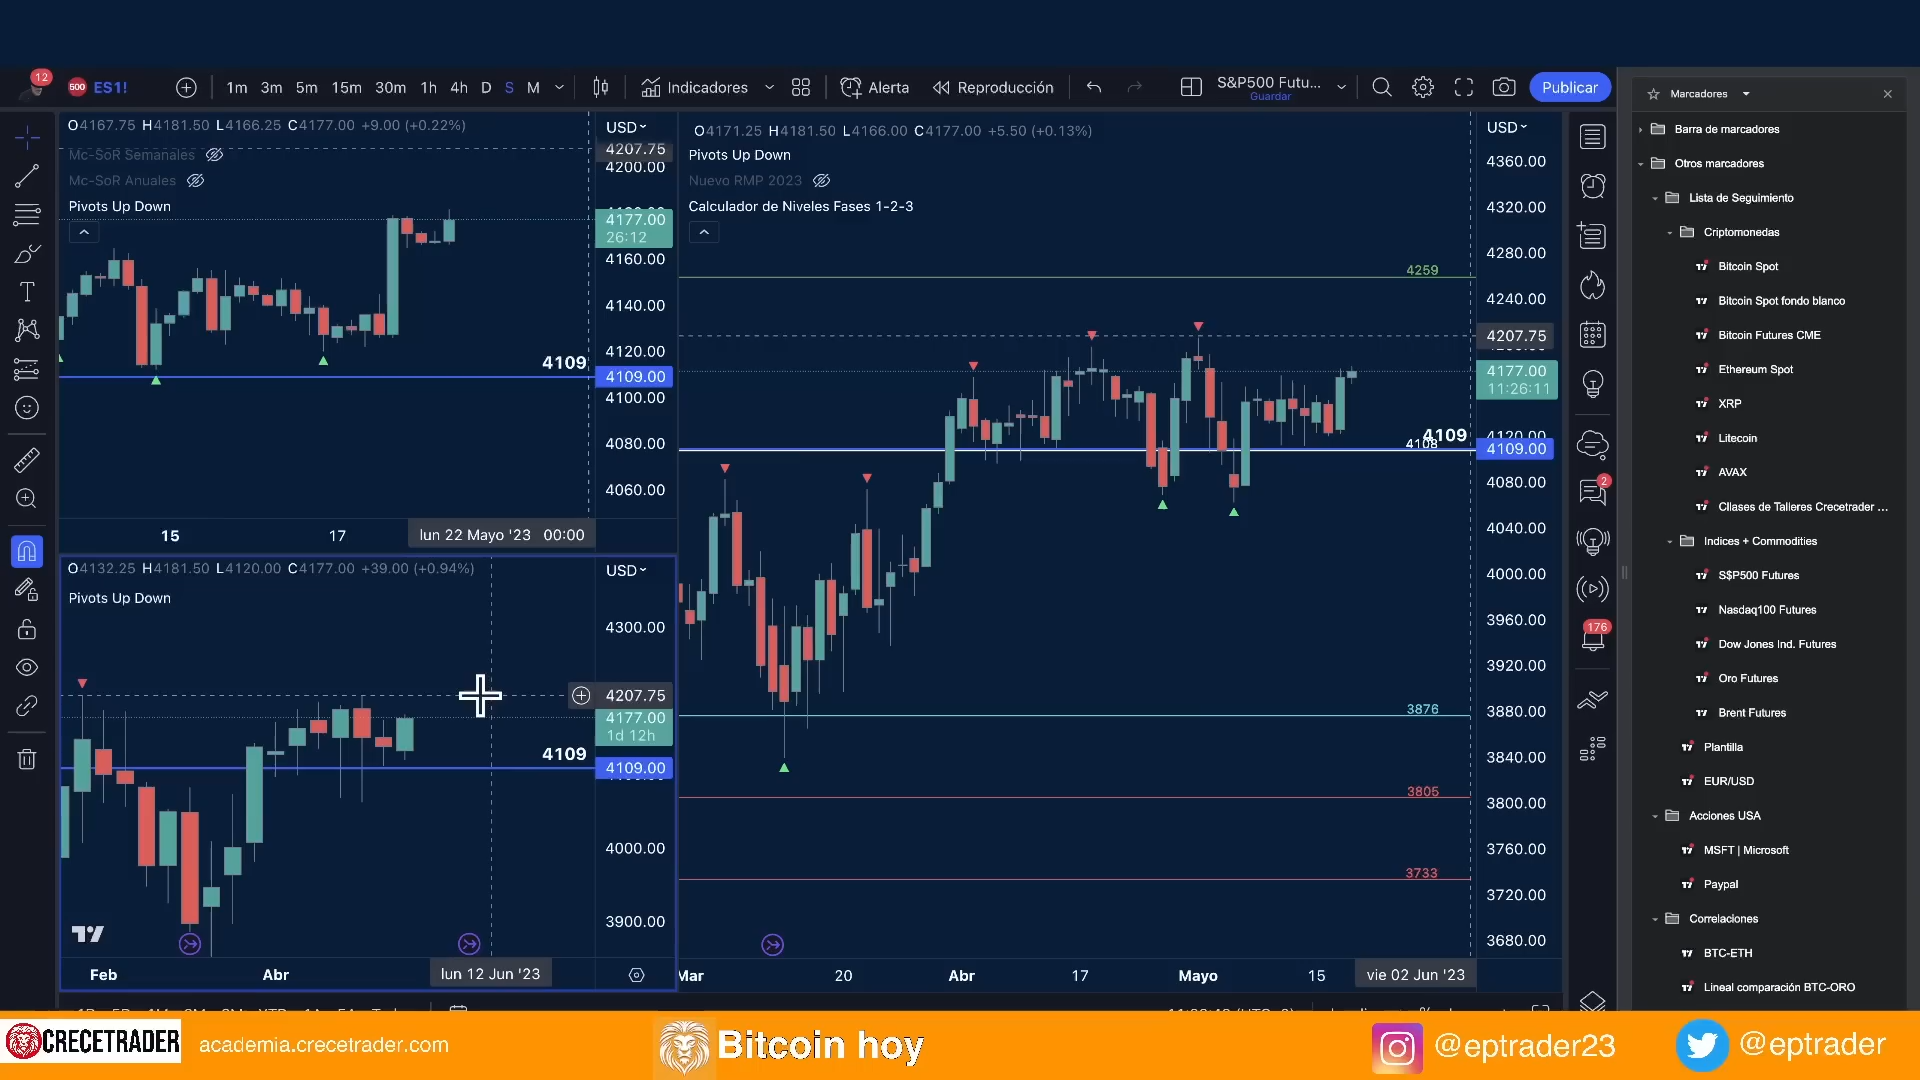 12
500 ES1!
1m 3m 5m 15m 30m 1h 4h D S M
Indicadores
Alerta
Reproducción
S&P500 Futu...
Guardar
Publicar
O4167.75 H4181.50 L4166.25 C4177.00 +9.00 (+0.22%)
Mc-SoR Semanales
Mc-SoR Anuales
Pivots Up Down
USD
4207.75
4200.00
4177.00
26:12
4160.00
4140.00
4120.00
4109
4109.00
4100.00
4080.00
4060.00
15
17
lun 22 Mayo '23 00:00
O4132.25 H4181.50 L4120.00 C4177.00 +39.00 (+0.94%)
Pivots Up Down
USD
4300.00
4207.75
4177.00
1d 12h
4109
4109.00
4000.00
3900.00
Feb
Abr
lun 12 Jun '23
O4171.25 H4181.50 L4166.00 C4177.00 +5.50 (+0.13%)
Pivots Up Down
Nuevo RMP 2023
Calculador de Niveles Fases 1-2-3
USD
4360.00
4320.00
4280.00
4259
4240.00
4207.75
4177.00
11:26:11
4120.00
4109
4108
4109.00
4080.00
4040.00
4000.00
3960.00
3920.00
3876
3880.00
3840.00
3805
3800.00
3760.00
3733
3720.00
3680.00
Mar
20
Abr
17
Mayo
15
vie 02 Jun '23
2
176
Marcadores
Barra de marcadores
Otros marcadores
Lista de Seguimiento
Criptomonedas
Bitcoin Spot
Bitcoin Spot fondo blanco
Bitcoin Futures CME
Ethereum Spot
XRP
Litecoin
AVAX
Cllases de Talleres Crecetrader ...
Indices + Commodities
S$P500 Futures
Nasdaq100 Futures
Dow Jones Ind. Futures
Oro Futures
Brent Futures
Plantilla
EUR/USD
Acciones USA
MSFT | Microsoft
Paypal
Correlaciones
BTC-ETH
Lineal comparación BTC-ORO
CRECETRADER
academia.crecetrader.com
Bitcoin hoy
@eptrader23
@eptrader